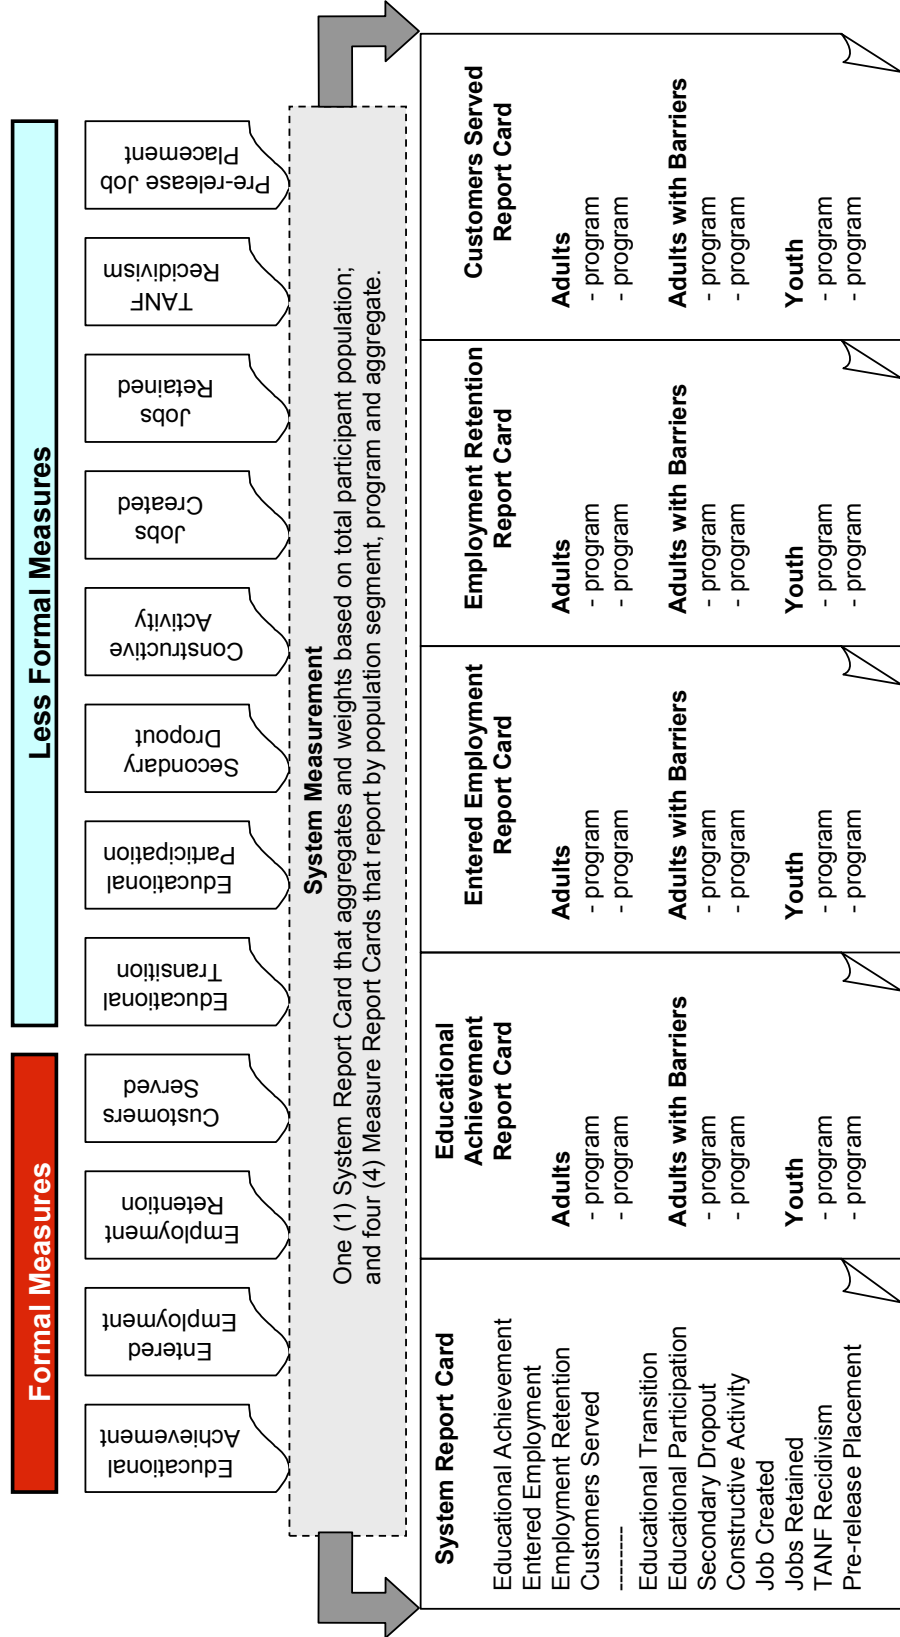 Formal Measures
Less Formal Measures
Educational
Achievement
Entered
Employment
Employment
Retention
Customers
Served
Educational
Transition
Educational
Participation
Secondary
Dropout
Constructive
Activity
Jobs
Created
Jobs
Retained
TANF
Recidivism
Pre-release Job
Placement
System Measurement
One (1) System Report Card that aggregates and weights based on total participant population;
and four (4) Measure Report Cards that report by population segment, program and aggregate.
System Report Card
Educational Achievement
Entered Employment
Employment Retention
Customers Served
--------
Educational Transition
Educational Participation
Secondary Dropout
Constructive Activity
Job Created
Jobs Retained
TANF Recidivism
Pre-release Placement
Educational
Achievement
Report Card
Adults
- program
- program
Adults with Barriers
- program
- program
Youth
- program
- program
Entered Employment
Report Card
Adults
- program
- program
Adults with Barriers
- program
- program
Youth
- program
- program
Employment Retention
Report Card
Adults
- program
- program
Adults with Barriers
- program
- program
Youth
- program
- program
Customers Served
Report Card
Adults
- program
- program
Adults with Barriers
- program
- program
Youth
- program
- program